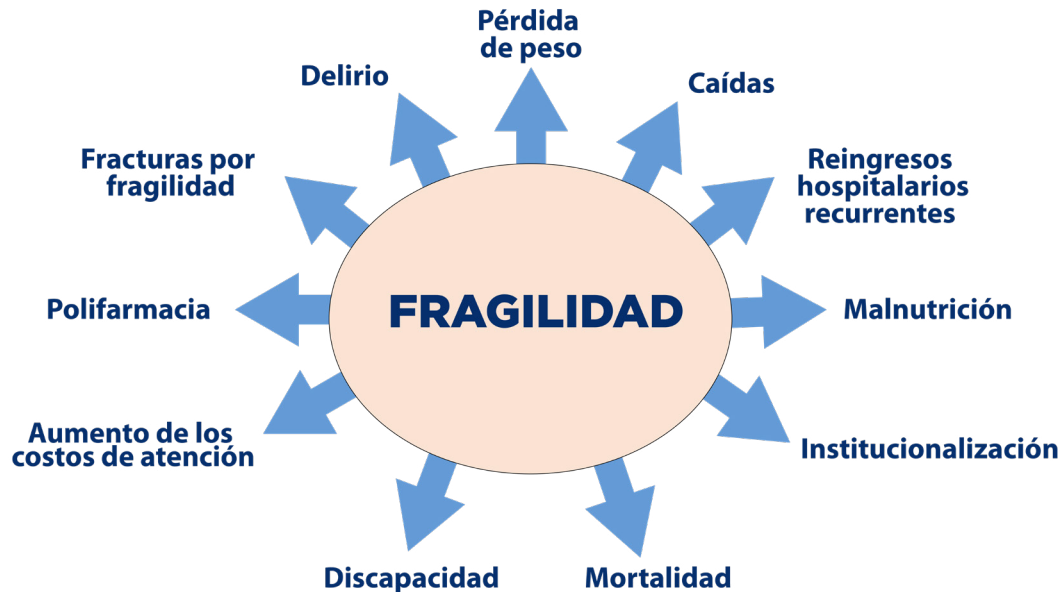 Pérdida
de peso
Delirio
Caídas
Fracturas por
fragilidad
Reingresos
hospitalarios
recurrentes
Polifarmacia
FRAGILIDAD
Malnutrición
Aumento de los
costos de atención
Institucionalización
Discapacidad
Mortalidad